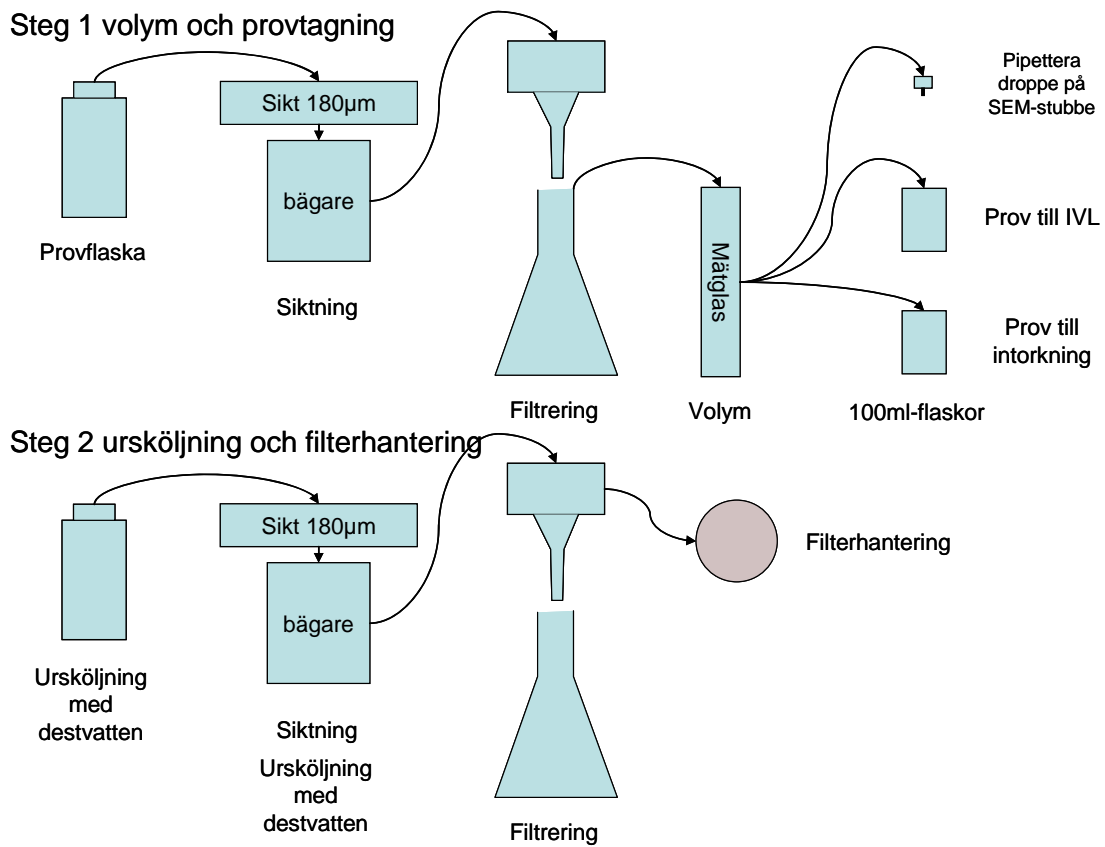 Steg 1 volym och provtagning
Sikt 180µm
bägare
Provflaska
Siktning
Filtrering
Mätglas
Volym
Pipettera
droppe på
SEM-stubbe
Prov till IVL
Prov till
intorkning
100ml-flaskor
Steg 2 ursköljning och filterhantering
Sikt 180µm
bägare
Ursköljning
med
destvatten
Siktning
Ursköljning
med
destvatten
Filtrering
Filterhantering